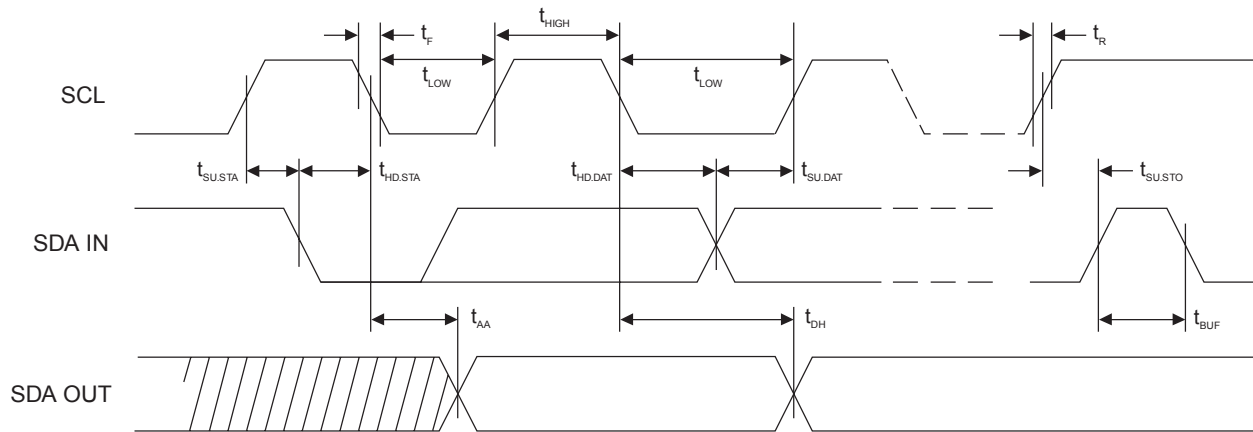 t_F
t_HIGH
t_R
t_LOW
t_LOW
SCL
t_SU.STA
t_HD.STA
t_HD.DAT
t_SU.DAT
t_SU.STO
SDA IN
t_AA
t_DH
t_BUF
SDA OUT